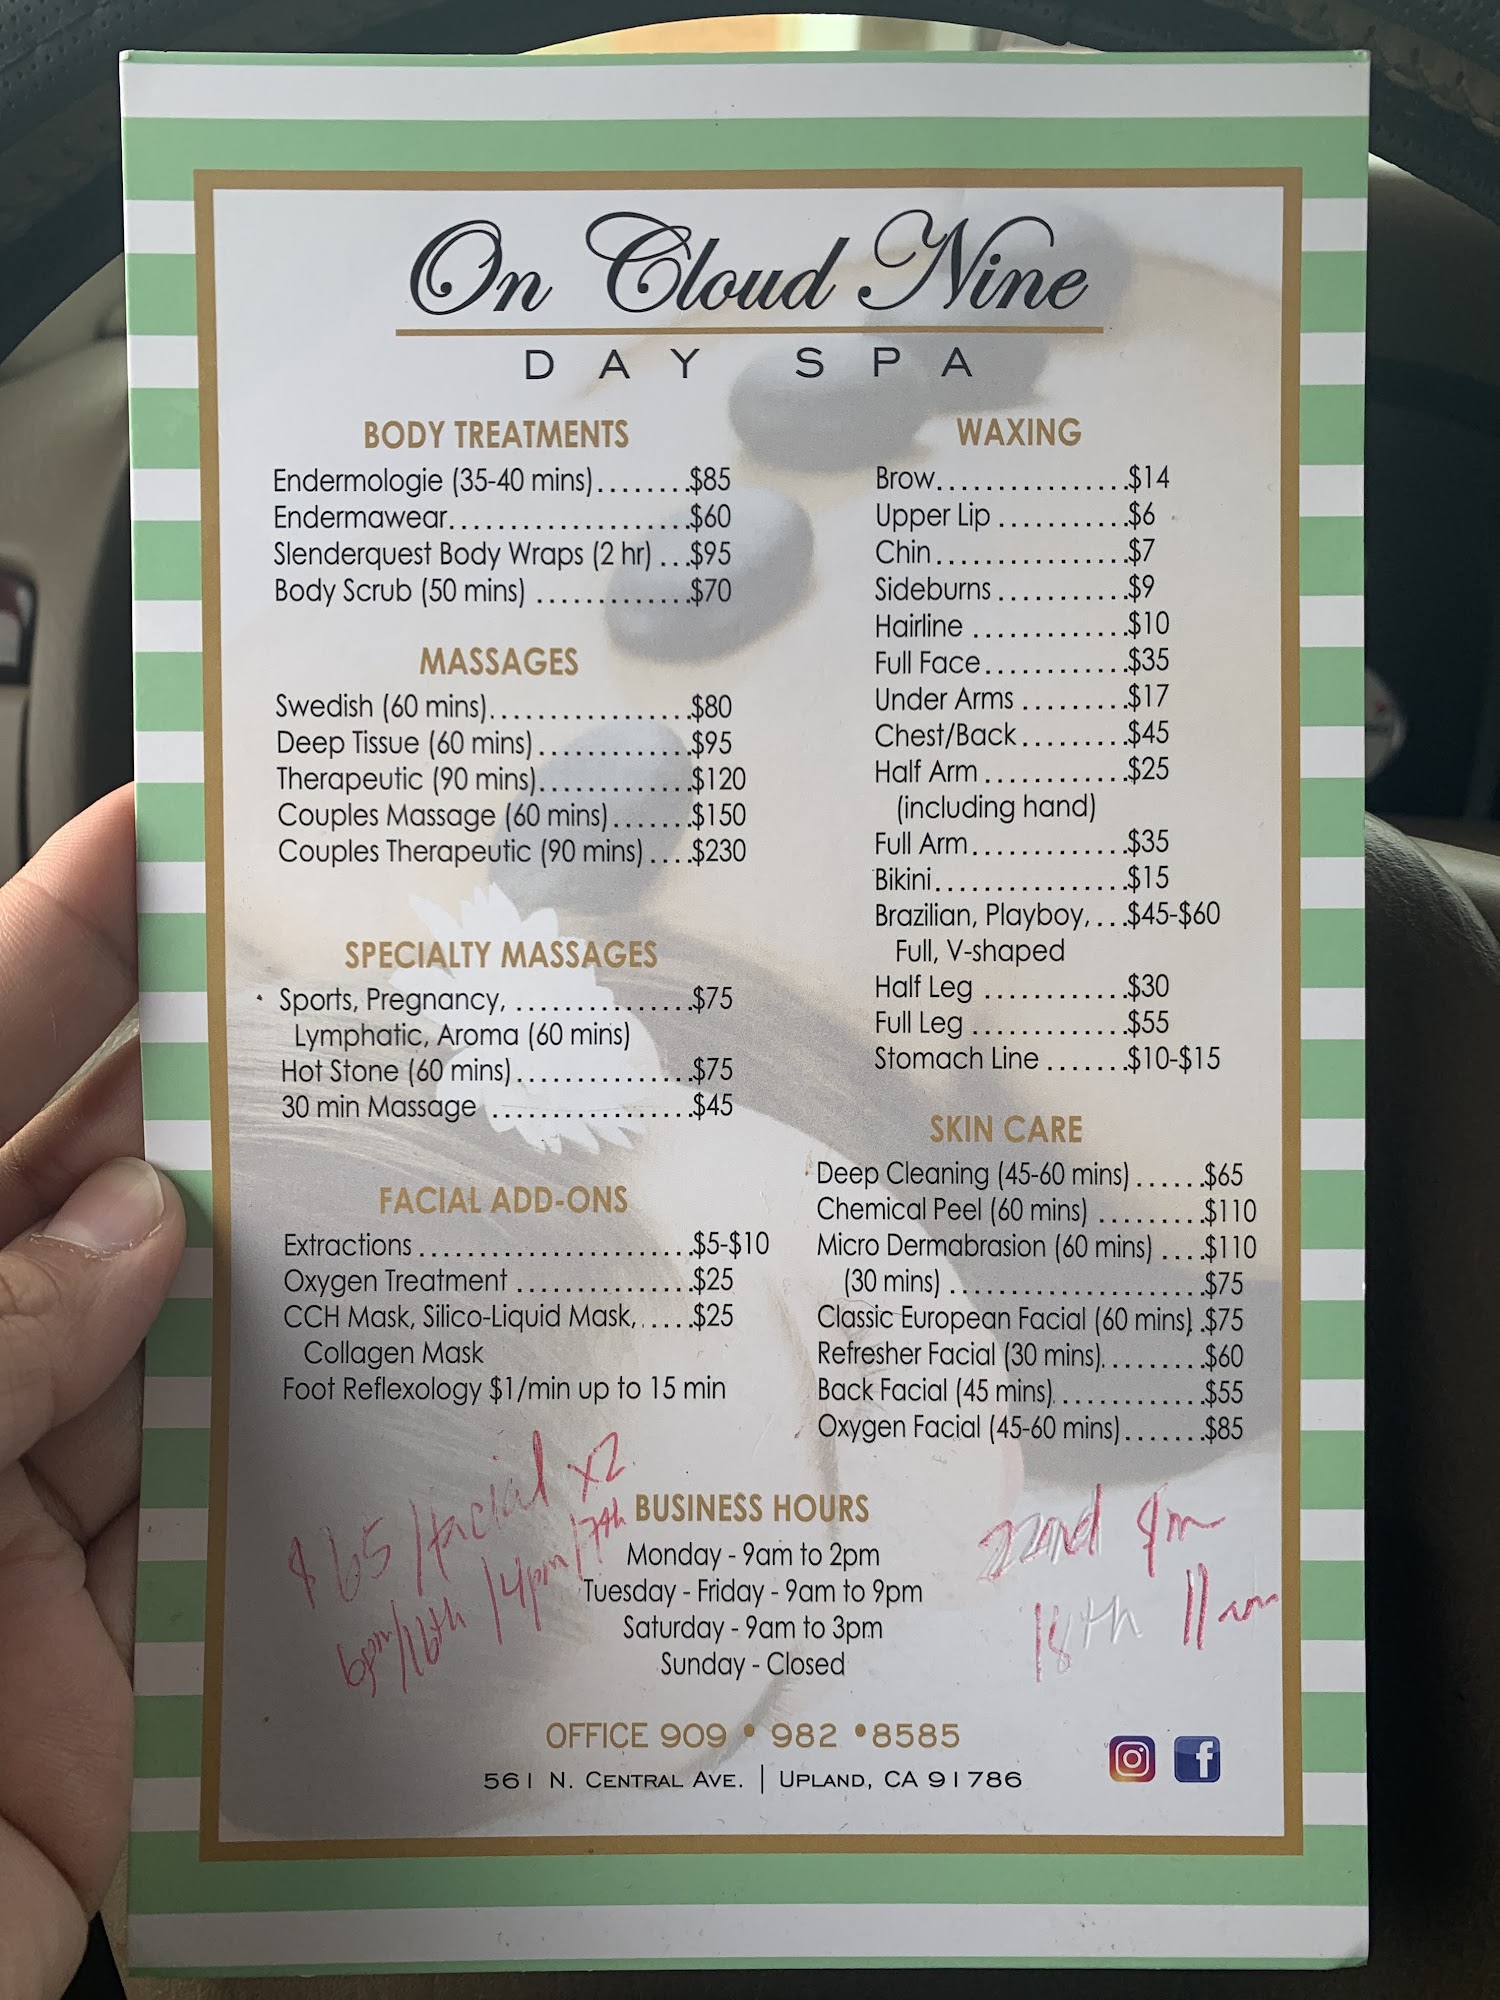 On Cloud Nine
DAY SPA
BODY TREATMENTS
Endermologie (35-40 mins)........$85
Endermawear.....................$60
Slenderquest Body Wraps (2 hr) ...$95
Body Scrub (50 mins) .............$70
MASSAGES
Swedish (60 mins).................$80
Deep Tissue (60 mins).............$95
Therapeutic (90 mins).............$120
Couples Massage (60 mins).......$150
Couples Therapeutic (90 mins)....$230
SPECIALTY MASSAGES
Sports, Pregnancy, ...............$75
Lymphatic, Aroma (60 mins)
Hot Stone (60 mins)...............$75
30 min Massage .................$45
FACIAL ADD-ONS
Extractions .......................$5-$10
Oxygen Treatment ...............$25
CCH Mask, Silico-Liquid Mask,.....$25
Collagen Mask
Foot Reflexology $1/min up to 15 min
WAXING
Brow................$14
Upper Lip ...........$6
Chin................$7
Sideburns ...........$9
Hairline .............$10
Full Face............$35
Under Arms .........$17
Chest/Back.........$45
Half Arm ............$25
(including hand)
Full Arm.............$35
Bikini................$15
Brazilian, Playboy,...$45-$60
Full, V-shaped
Half Leg ............$30
Full Leg .............$55
Stomach Line .......$10-$15
SKIN CARE
Deep Cleaning (45-60 mins) ......$65
Chemical Peel (60 mins) .........$110
Micro Dermabrasion (60 mins) ....$110
(30 mins) .....................$75
Classic European Facial (60 mins) .$75
Refresher Facial (30 mins).........$60
Back Facial (45 mins).............$55
Oxygen Facial (45-60 mins).......$85
$65/facial x2
6pm/16th /4pm/17th
BUSINESS HOURS
Monday - 9am to 2pm
Tuesday - Friday - 9am to 9pm
Saturday - 9am to 3pm
Sunday - Closed
22nd
18th 11am
OFFICE 909 • 982 • 8585
561 N. Central Ave. | Upland, CA 91786